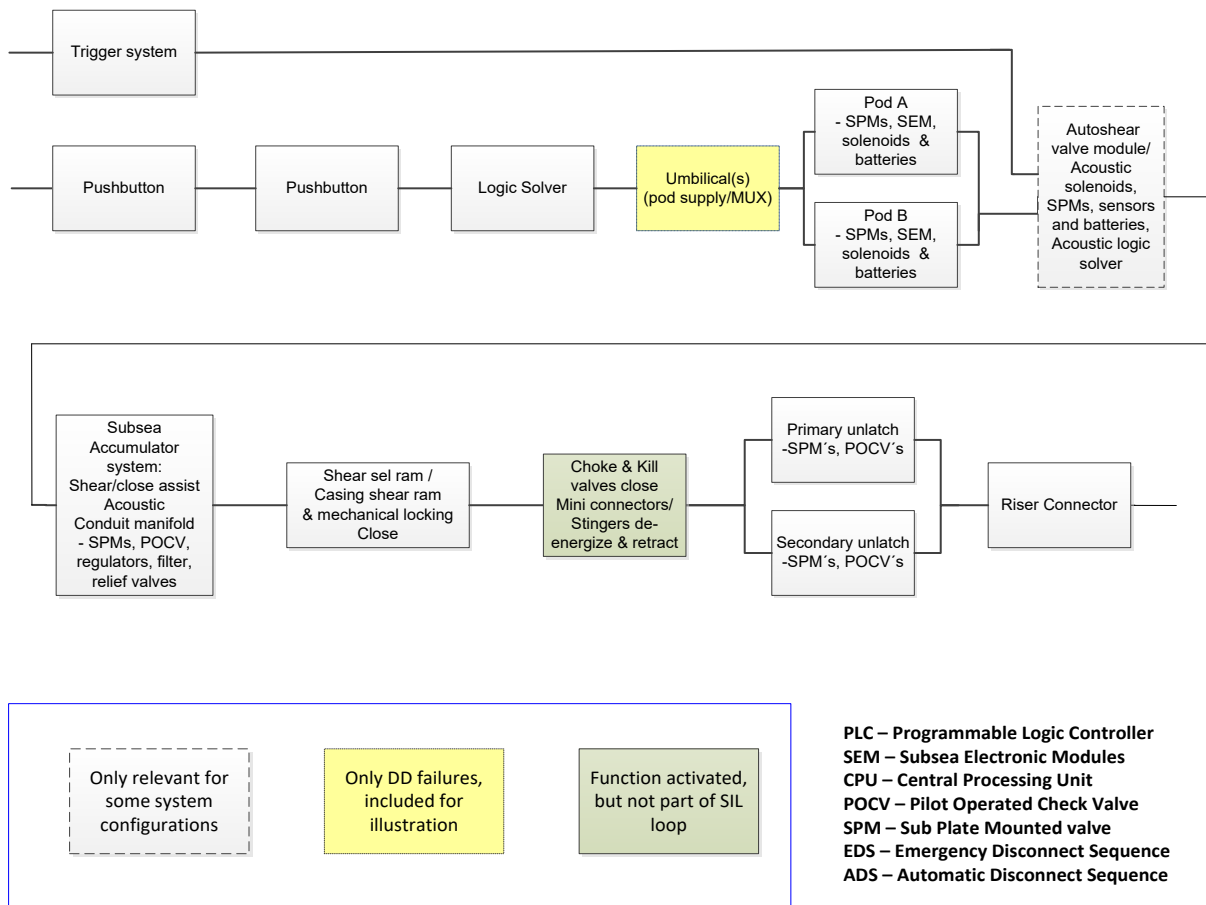 Trigger system
Pushbutton
Pushbutton
Logic Solver
Umbilical(s)
(pod supply/MUX)
Pod A
- SPMs, SEM,
solenoids &
batteries
Pod B
- SPMs, SEM,
solenoids &
batteries
Autoshear
valve module/
Acoustic
solenoids,
SPMs, sensors
and batteries,
Acoustic logic
solver
Subsea
Accumulator
system:
Shear/close assist
Acoustic
Conduit manifold
- SPMs, POCV,
regulators, filter,
relief valves
Shear sel ram /
Casing shear ram
& mechanical locking
Close
Choke & Kill
valves close
Mini connectors/
Stingers de-
energize & retract
Primary unlatch
-SPM´s, POCV´s
Secondary unlatch
-SPM´s, POCV´s
Riser Connector
Only relevant for
some system
configurations
Only DD failures,
included for
illustration
Function activated,
but not part of SIL
loop
PLC – Programmable Logic Controller
SEM – Subsea Electronic Modules
CPU – Central Processing Unit
POCV – Pilot Operated Check Valve
SPM – Sub Plate Mounted valve
EDS – Emergency Disconnect Sequence
ADS – Automatic Disconnect Sequence